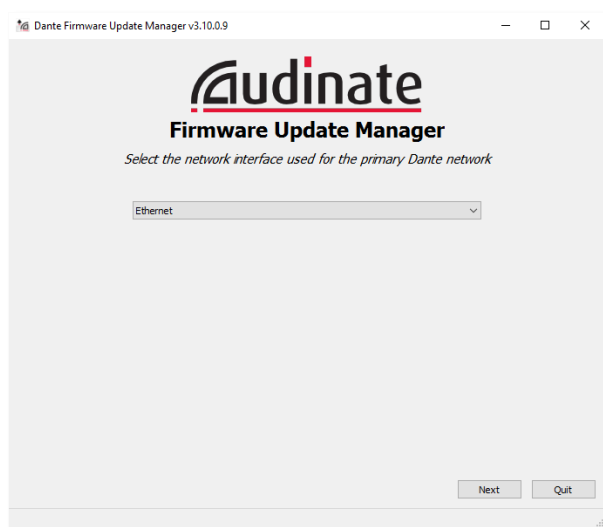 Dante Firmware Update Manager v3.10.0.9
Audinate
Firmware Update Manager
Select the network interface used for the primary Dante network
Ethernet
Next Quit